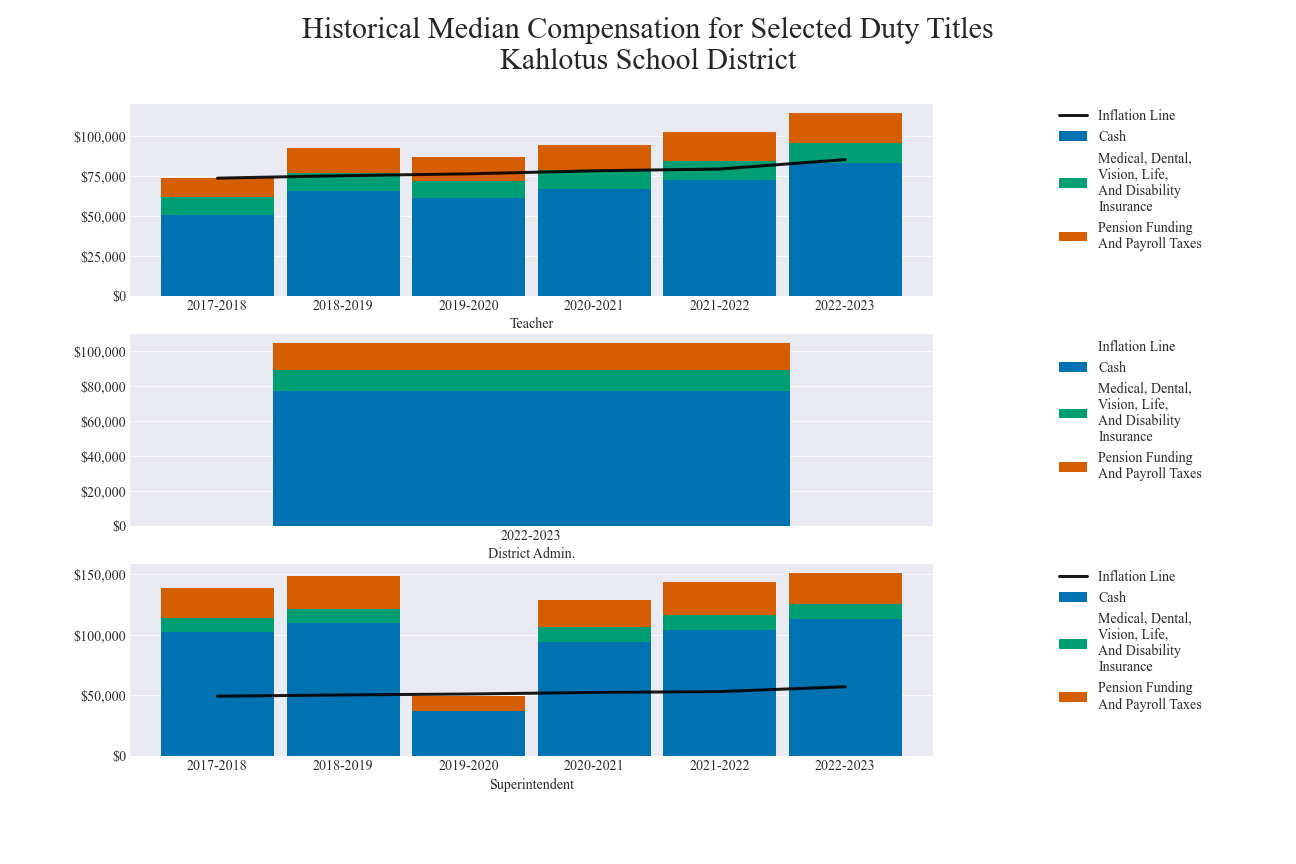 Historical Median Compensation for Selected Duty Titles
Kahlotus School District
$100,000
$75,000
$50,000
$25,000
$0
2017-2018 2018-2019 2019-2020 2020-2021 2021-2022 2022-2023
Teacher
Inflation Line
Cash
Medical, Dental,
Vision, Life,
And Disability
Insurance
Pension Funding
And Payroll Taxes
$100,000
$80,000
$60,000
$40,000
$20,000
$0
2022-2023
District Admin.
Inflation Line
Cash
Medical, Dental,
Vision, Life,
And Disability
Insurance
Pension Funding
And Payroll Taxes
$150,000
$100,000
$50,000
$0
2017-2018 2018-2019 2019-2020 2020-2021 2021-2022 2022-2023
Superintendent
Inflation Line
Cash
Medical, Dental,
Vision, Life,
And Disability
Insurance
Pension Funding
And Payroll Taxes